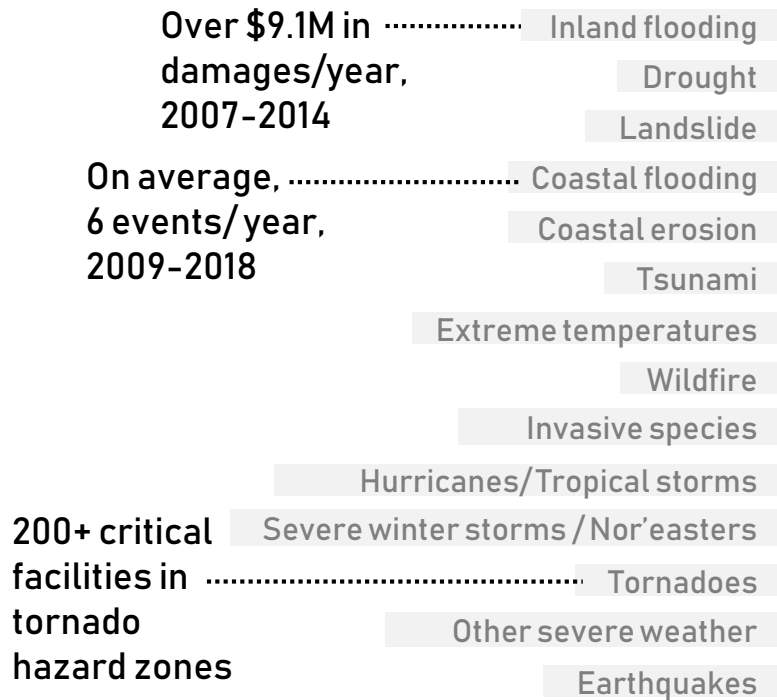 Over $9.1M in
damages/year,
2007-2014
Inland flooding
Drought
Landslide
On average,
6 events/year,
2009-2018
Coastal flooding
Coastal erosion
Tsunami
Extreme temperatures
Wildfire
Invasive species
Hurricanes/Tropical storms
Severe winter storms / Nor'easters
200+ critical
facilities in
tornado
hazard zones
Tornadoes
Other severe weather
Earthquakes